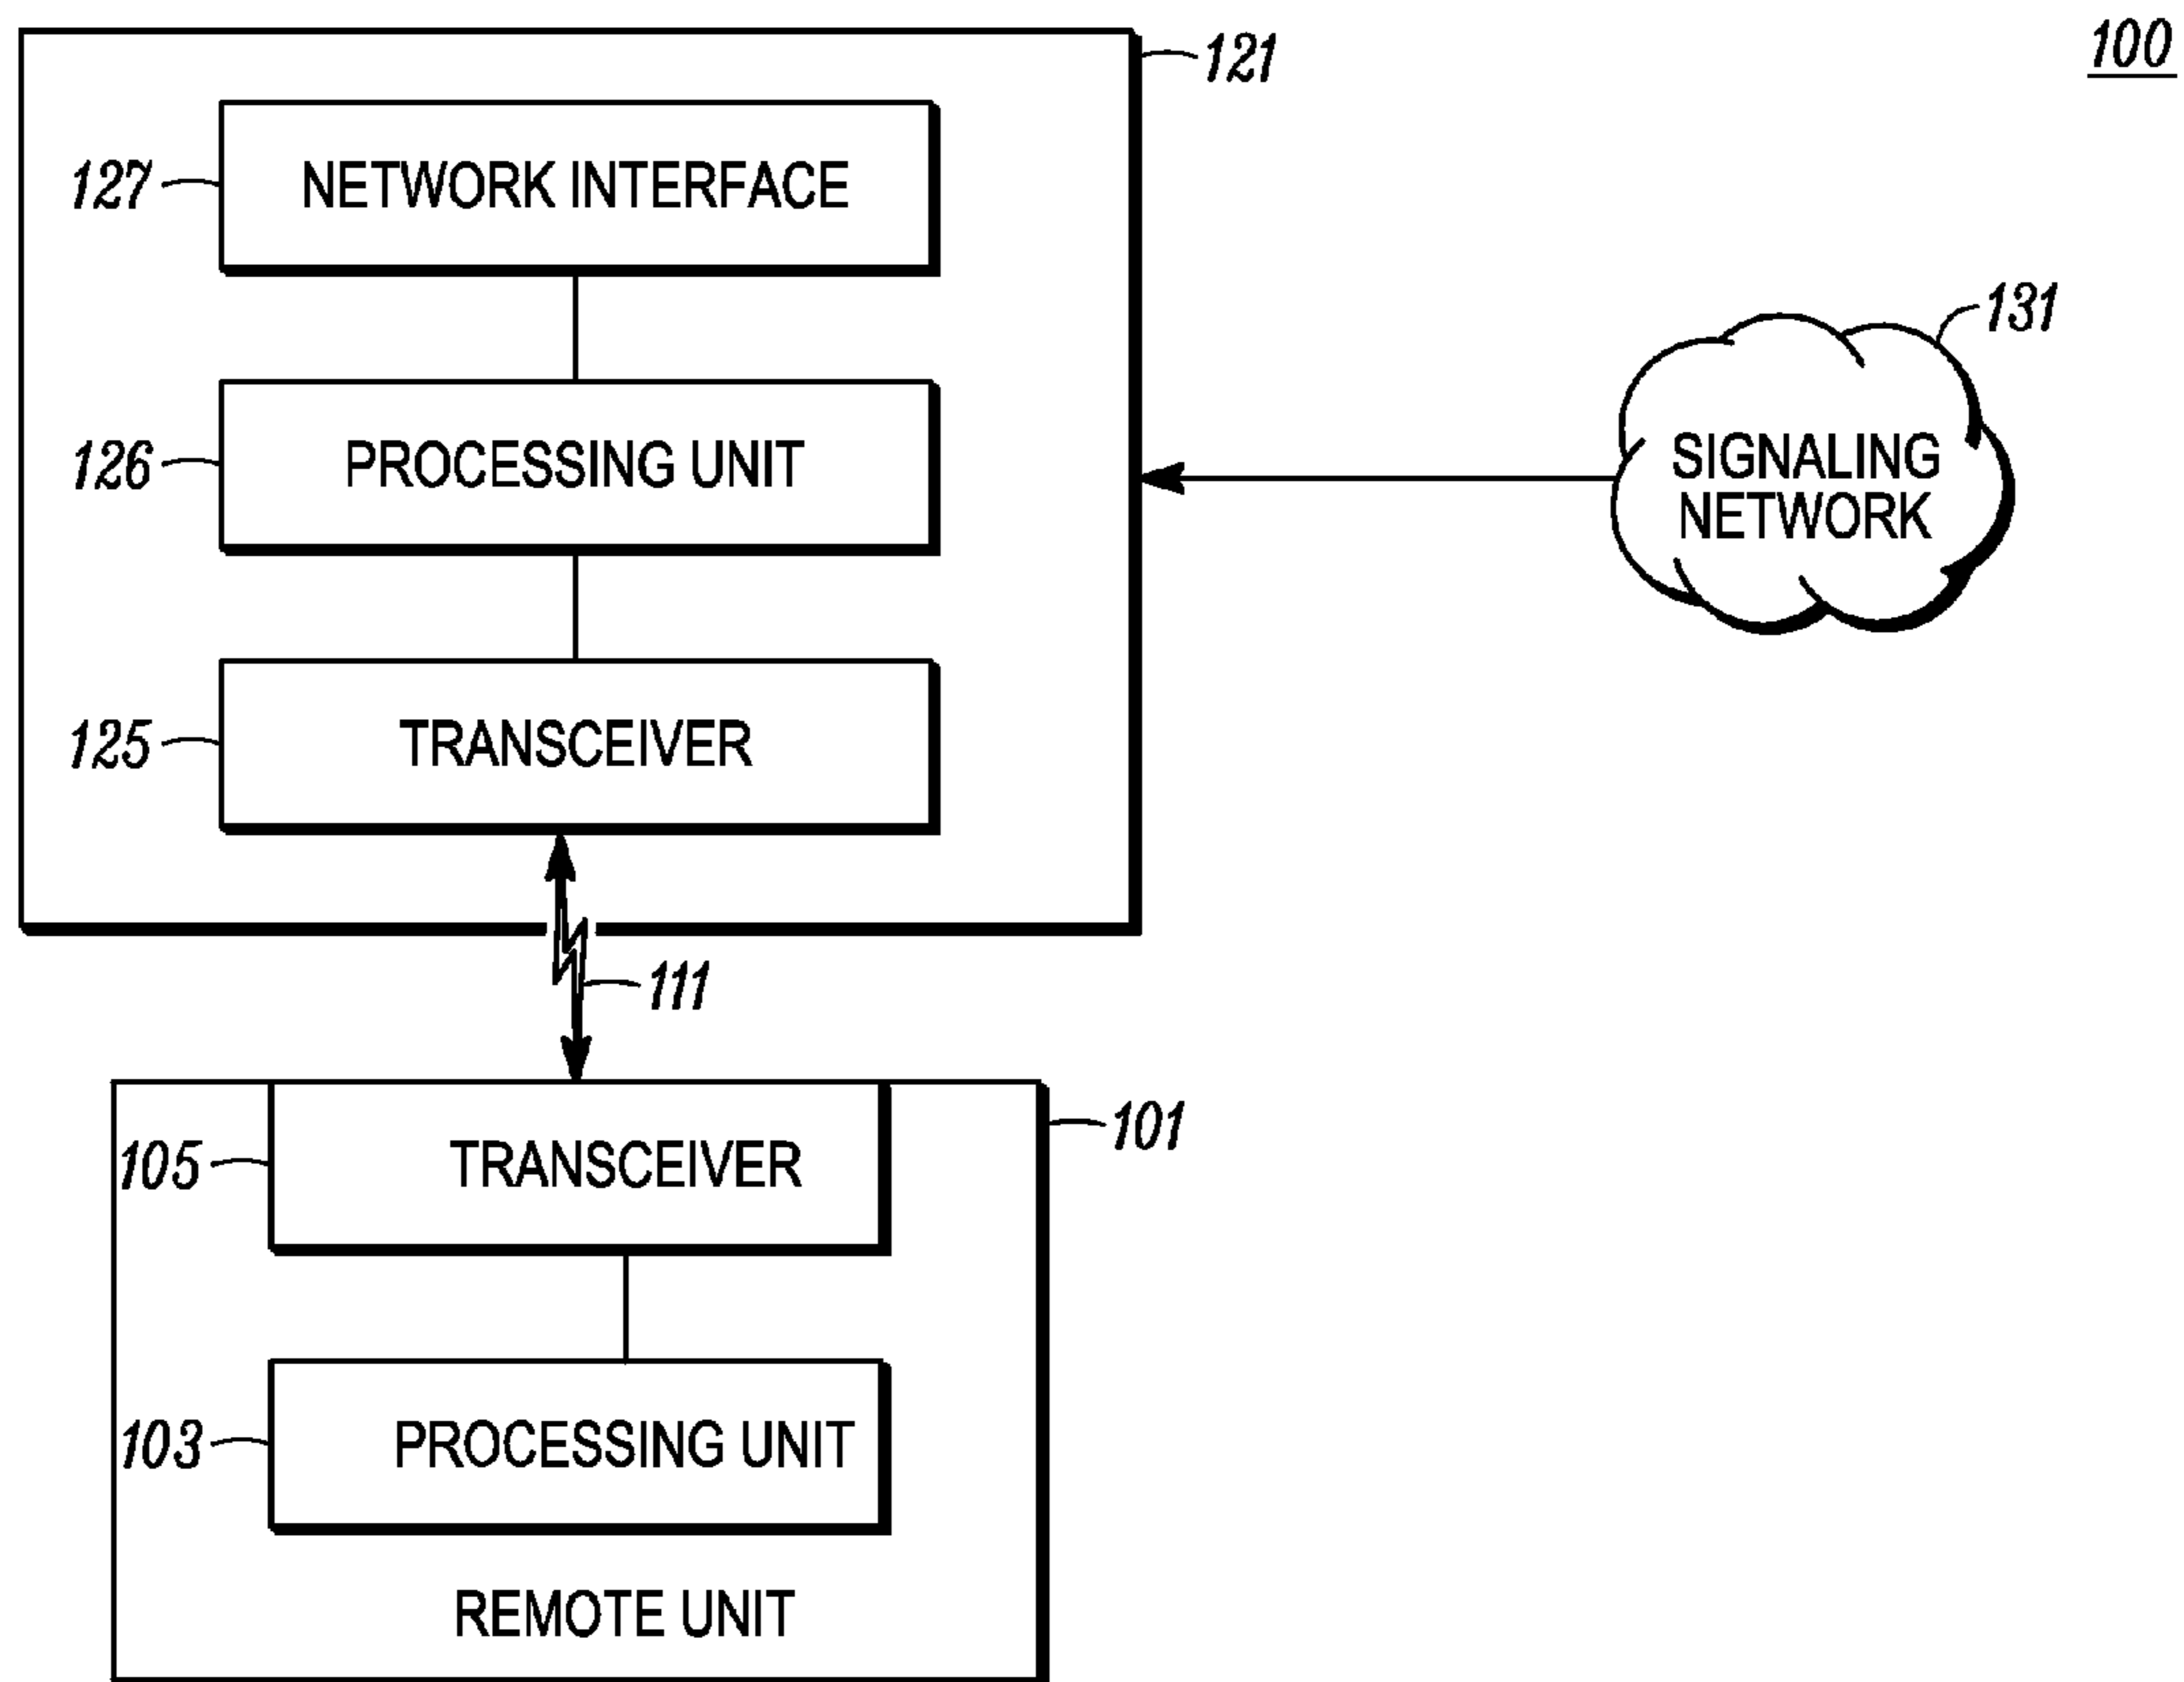 100
121
127
NETWORK INTERFACE
131
126
PROCESSING UNIT
SIGNALING
NETWORK
125
TRANSCEIVER
111
101
105
TRANSCEIVER
103
PROCESSING UNIT
REMOTE UNIT